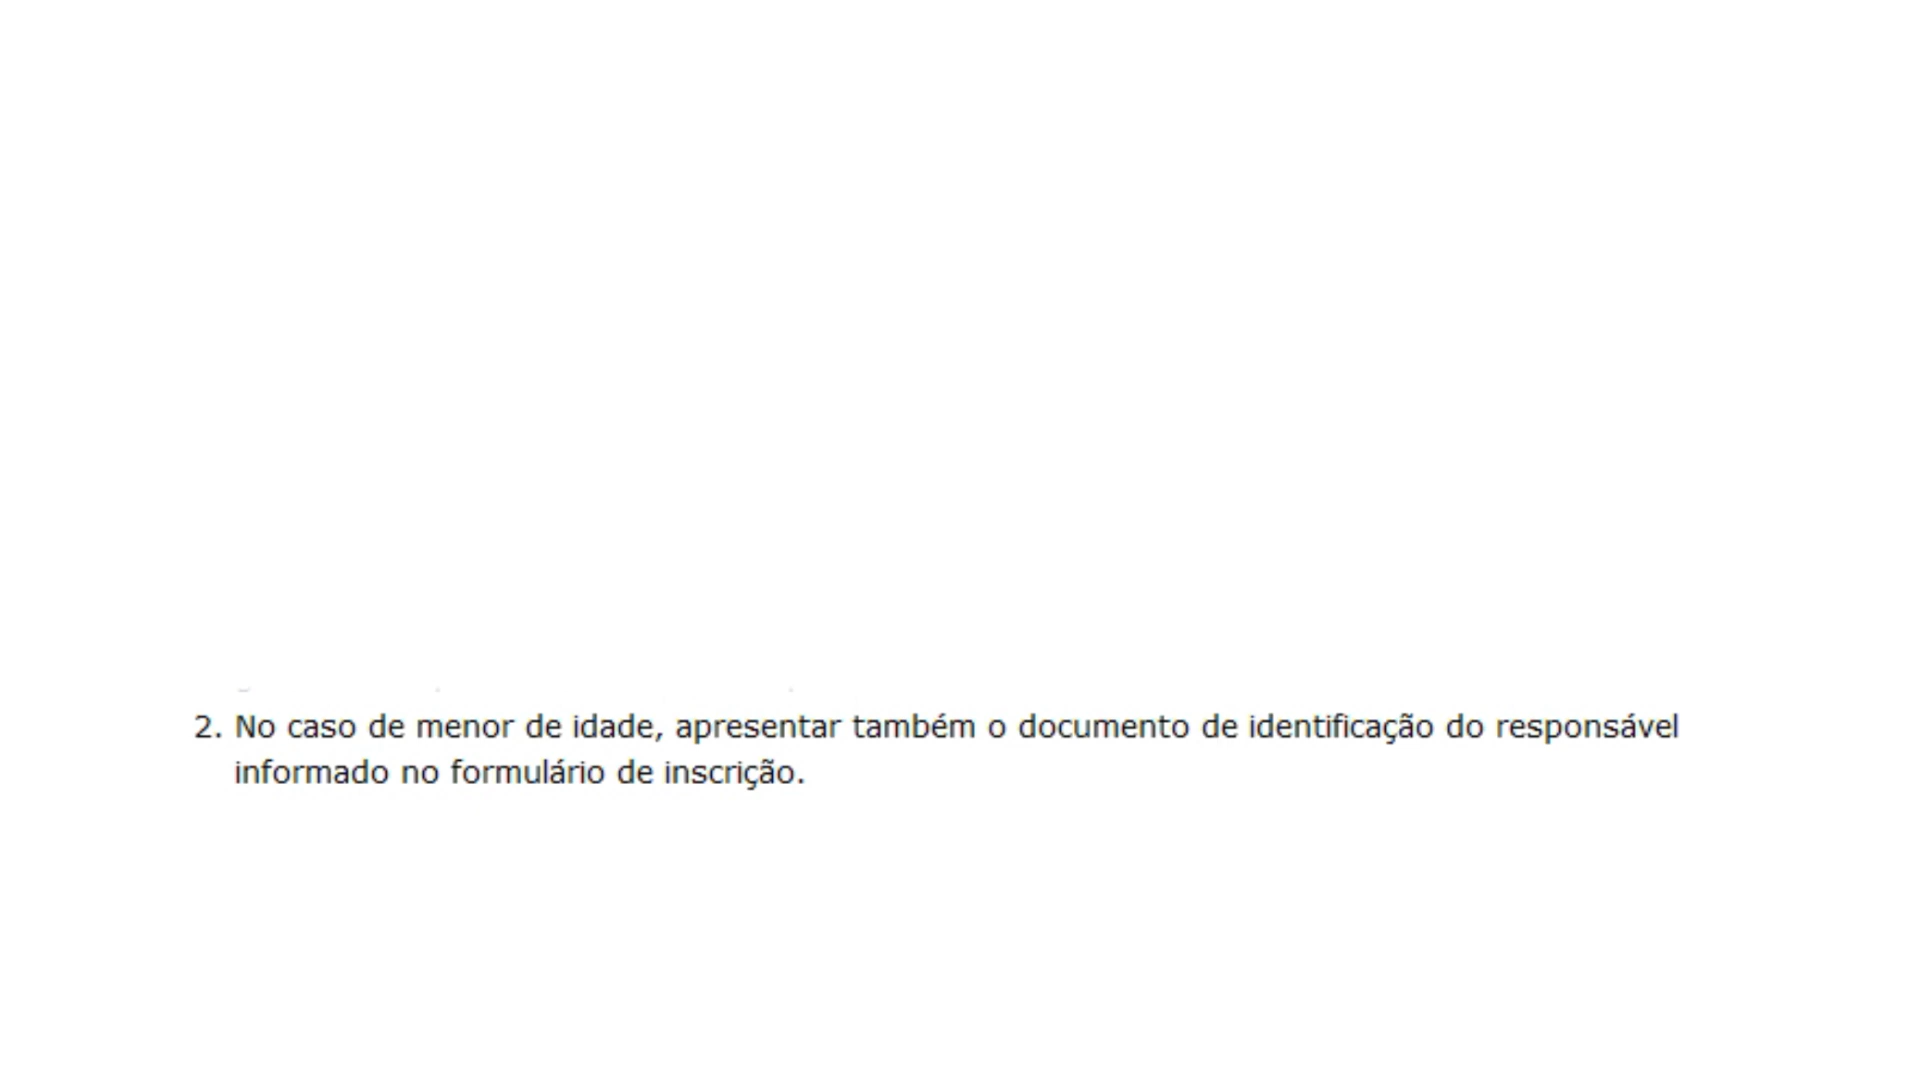 2. No caso de menor de idade, apresentar também o documento de identificação do responsável
informado no formulário de inscrição.